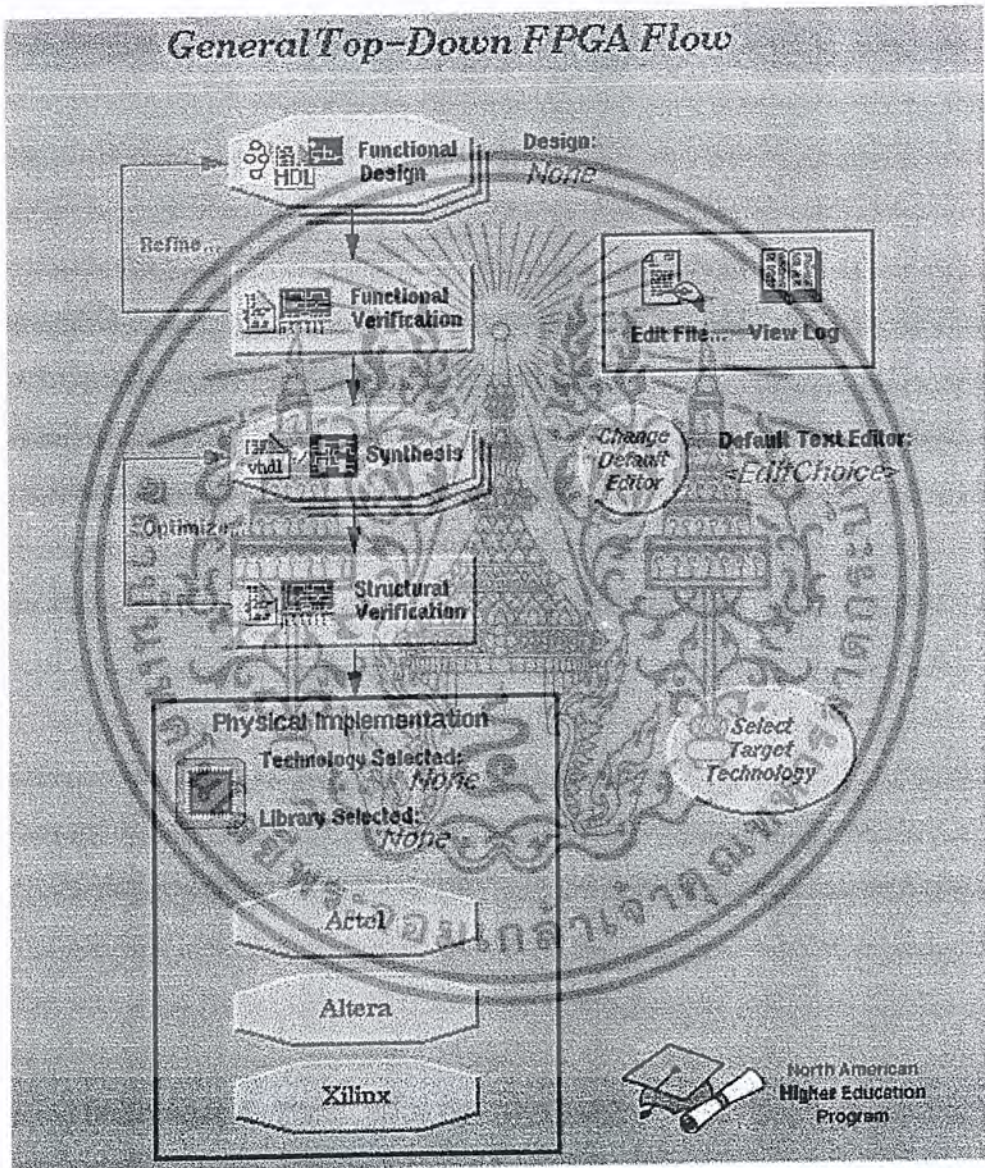 General Top-Down FPGA Flow
Functional
Design
HDL
Design:
None
Refine...
Functional
Verification
Edit File...
View Log
vhdl
Synthesis
Change
Default
Editor
Default Text Editor:
<EditChoice>
Optimize...
Structural
Verification
Physical Implementation
Technology Selected:
None
Library Selected:
None
Select
Target
Technology
Actel
Altera
Xilinx
North American
Higher Education
Program